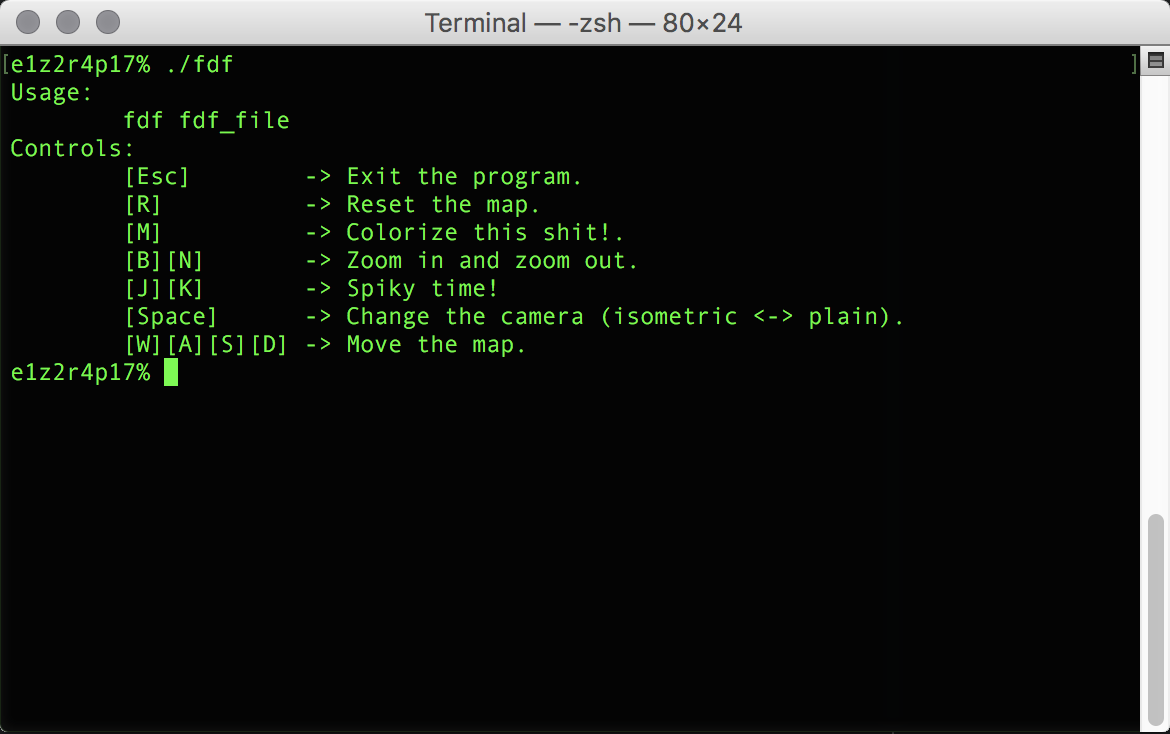 Terminal — -zsh — 80×24
[e1z2r4p17% ./fdf ]
Usage:
        fdf fdf_file
Controls:
        [Esc]        -> Exit the program.
        [R]          -> Reset the map.
        [M]          -> Colorize this shit!.
        [B][N]       -> Zoom in and zoom out.
        [J][K]       -> Spiky time!
        [Space]      -> Change the camera (isometric <-> plain).
        [W][A][S][D] -> Move the map.
e1z2r4p17%